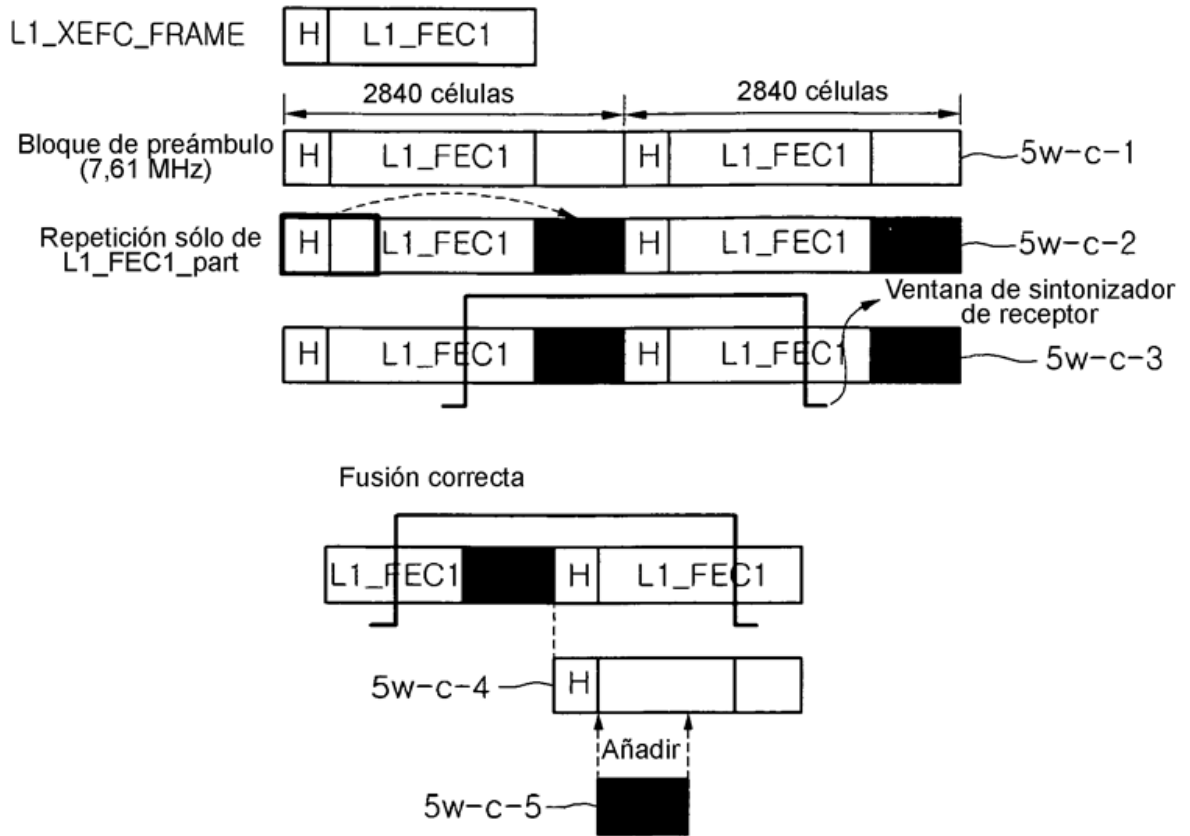 L1_XEFC_FRAME
H L1_FEC1
2840 células 2840 células
Bloque de preámbulo
(7,61 MHz)
H L1_FEC1 H L1_FEC1
5w-c-1
Repetición sólo de
L1_FEC1_part
H L1_FEC1 H L1_FEC1
5w-c-2
Ventana de sintonizador
de receptor
H L1_FEC1 H L1_FEC1
5w-c-3
Fusión correcta
L1_FEC1 H L1_FEC1
5w-c-4
H
Añadir
5w-c-5